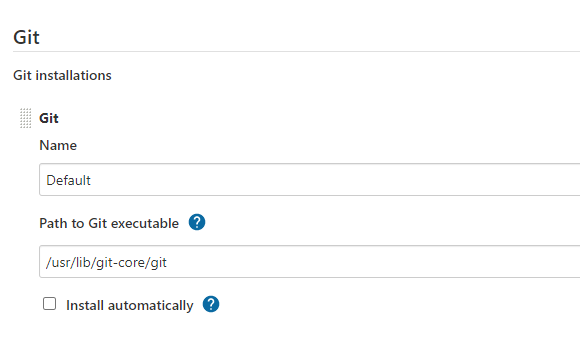 Git
Git installations
Git
Name
Default
Path to Git executable ?
/usr/lib/git-core/git
Install automatically ?